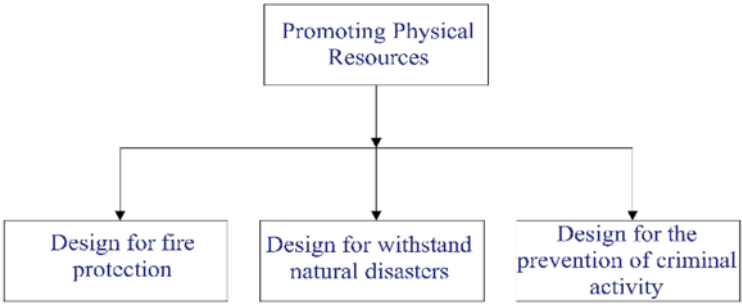 Promoting Physical
Resources
Design for fire
protection
Design for withstand
natural disasters
Design for the
prevention of criminal
activity